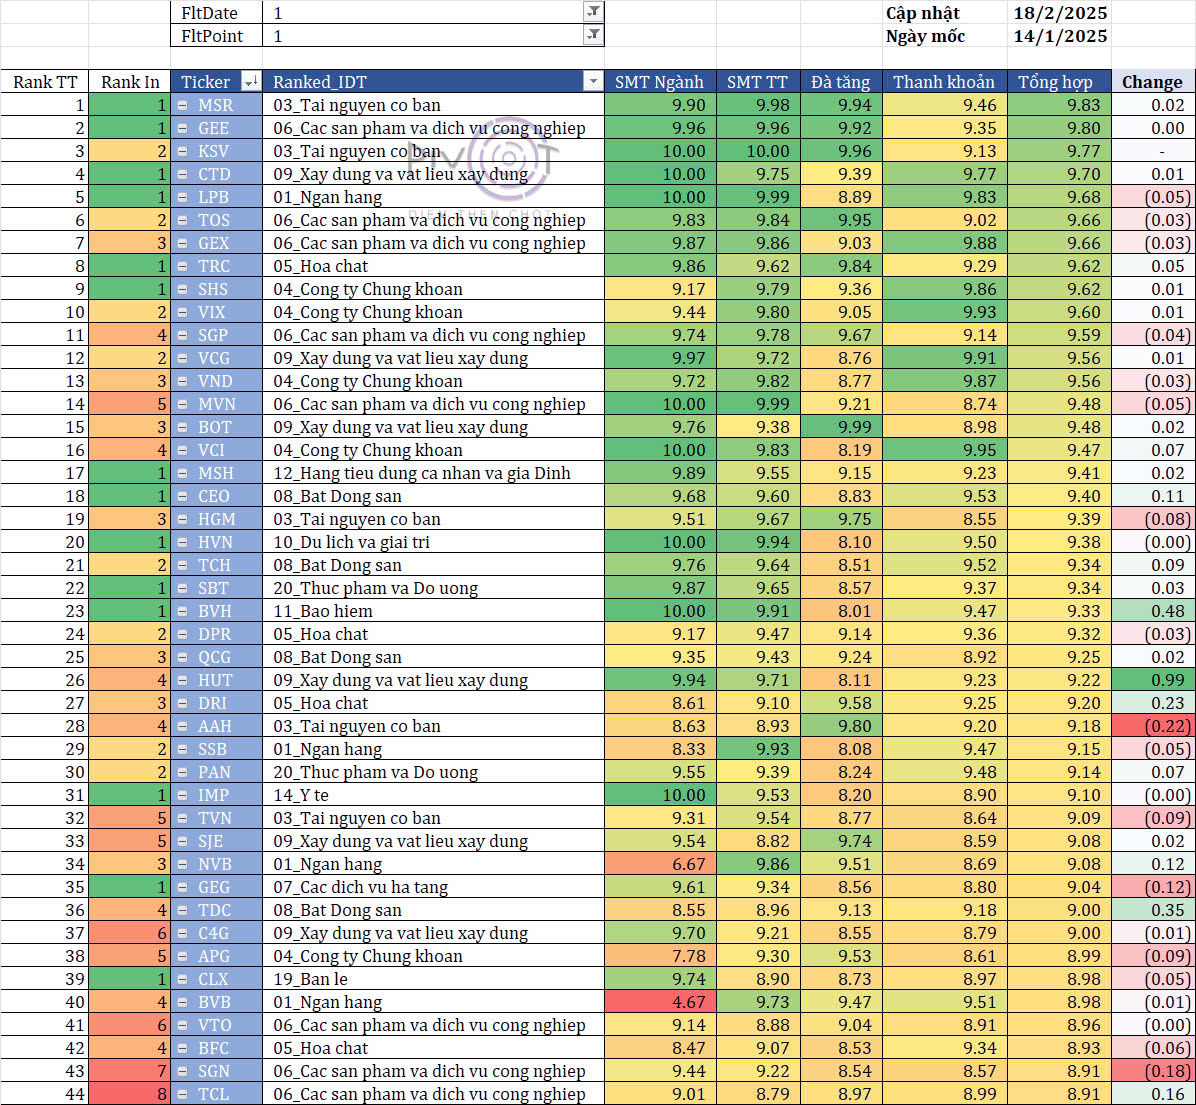 FltDate 1 Cập nhật 18/2/2025
FltPoint 1 Ngày mốc 14/1/2025
Rank TT Rank In Ticker Ranked_IDT SMT Ngành SMT TT Đà tăng Thanh khoản Tổng hợp Change
1 1 MSR 03_Tai nguyen co ban 9.90 9.98 9.94 9.46 9.83 0.02
2 1 GEE 06_Cac san pham va dich vu cong nghiep 9.96 9.96 9.92 9.35 9.80 0.00
3 2 KSV 03_Tai nguyen co ban 10.00 10.00 9.96 9.13 9.77 -
4 1 CTD 09_Xay dung va vat lieu xay dung 10.00 9.75 9.39 9.77 9.70 0.01
5 1 LPB 01_Ngan hang 10.00 9.99 8.89 9.83 9.68 (0.05)
6 2 TOS 06_Cac san pham va dich vu cong nghiep 9.83 9.84 9.95 9.02 9.66 (0.03)
7 3 GEX 06_Cac san pham va dich vu cong nghiep 9.87 9.86 9.03 9.88 9.66 (0.03)
8 1 TRC 05_Hoa chat 9.86 9.62 9.84 9.29 9.62 0.05
9 1 SHS 04_Cong ty Chung khoan 9.17 9.79 9.36 9.86 9.62 0.01
10 2 VIX 04_Cong ty Chung khoan 9.44 9.80 9.05 9.93 9.60 0.01
11 4 SGP 06_Cac san pham va dich vu cong nghiep 9.74 9.78 9.67 9.14 9.59 (0.04)
12 2 VCG 09_Xay dung va vat lieu xay dung 9.97 9.72 8.76 9.91 9.56 0.01
13 3 VND 04_Cong ty Chung khoan 9.72 9.82 8.77 9.87 9.56 (0.03)
14 5 MVN 06_Cac san pham va dich vu cong nghiep 10.00 9.99 9.21 8.74 9.48 (0.05)
15 3 BOT 09_Xay dung va vat lieu xay dung 9.76 9.38 9.99 8.98 9.48 0.02
16 4 VCI 04_Cong ty Chung khoan 10.00 9.83 8.19 9.95 9.47 0.07
17 1 MSH 12_Hang tieu dung ca nhan va gia Dinh 9.89 9.55 9.15 9.23 9.41 0.02
18 1 CEO 08_Bat Dong san 9.68 9.60 8.83 9.53 9.40 0.11
19 3 HGM 03_Tai nguyen co ban 9.51 9.67 9.75 8.55 9.39 (0.08)
20 1 HVN 10_Du lich va giai tri 10.00 9.94 8.10 9.50 9.38 (0.00)
21 2 TCH 08_Bat Dong san 9.76 9.64 8.51 9.52 9.34 0.09
22 1 SBT 20_Thuc pham va Do uong 9.87 9.65 8.57 9.37 9.34 0.03
23 1 BVH 11_Bao hiem 10.00 9.91 8.01 9.47 9.33 0.48
24 2 DPR 05_Hoa chat 9.17 9.47 9.14 9.36 9.32 (0.03)
25 3 QCG 08_Bat Dong san 9.35 9.43 9.24 8.92 9.25 0.02
26 4 HUT 09_Xay dung va vat lieu xay dung 9.94 9.71 8.11 9.23 9.22 0.99
27 3 DRI 05_Hoa chat 8.61 9.10 9.58 9.25 9.20 0.23
28 4 AAH 03_Tai nguyen co ban 8.63 8.93 9.80 9.20 9.18 (0.22)
29 2 SSB 01_Ngan hang 8.33 9.93 8.08 9.47 9.15 (0.05)
30 2 PAN 20_Thuc pham va Do uong 9.55 9.39 8.24 9.48 9.14 0.07
31 1 IMP 14_Y te 10.00 9.53 8.20 8.90 9.10 (0.00)
32 5 TVN 03_Tai nguyen co ban 9.31 9.54 8.77 8.64 9.09 (0.09)
33 5 SJE 09_Xay dung va vat lieu xay dung 9.54 8.82 9.74 8.59 9.08 0.02
34 3 NVB 01_Ngan hang 6.67 9.86 9.51 8.69 9.08 0.12
35 1 GEG 07_Cac dich vu ha tang 9.61 9.34 8.56 8.80 9.04 (0.12)
36 4 TDC 08_Bat Dong san 8.55 8.96 9.13 9.18 9.00 0.35
37 6 C4G 09_Xay dung va vat lieu xay dung 9.70 9.21 8.55 8.79 9.00 (0.01)
38 5 APG 04_Cong ty Chung khoan 7.78 9.30 9.53 8.61 8.99 (0.09)
39 1 CLX 19_Ban le 9.74 8.90 8.73 8.97 8.98 (0.05)
40 4 BVB 01_Ngan hang 4.67 9.73 9.47 9.51 8.98 (0.01)
41 6 VTO 06_Cac san pham va dich vu cong nghiep 9.14 8.88 9.04 8.91 8.96 (0.00)
42 4 BFC 05_Hoa chat 8.47 9.07 8.53 9.34 8.93 (0.06)
43 7 SGN 06_Cac san pham va dich vu cong nghiep 9.44 9.22 8.54 8.57 8.91 (0.18)
44 8 TCL 06_Cac san pham va dich vu cong nghiep 9.01 8.79 8.97 8.99 8.91 0.16